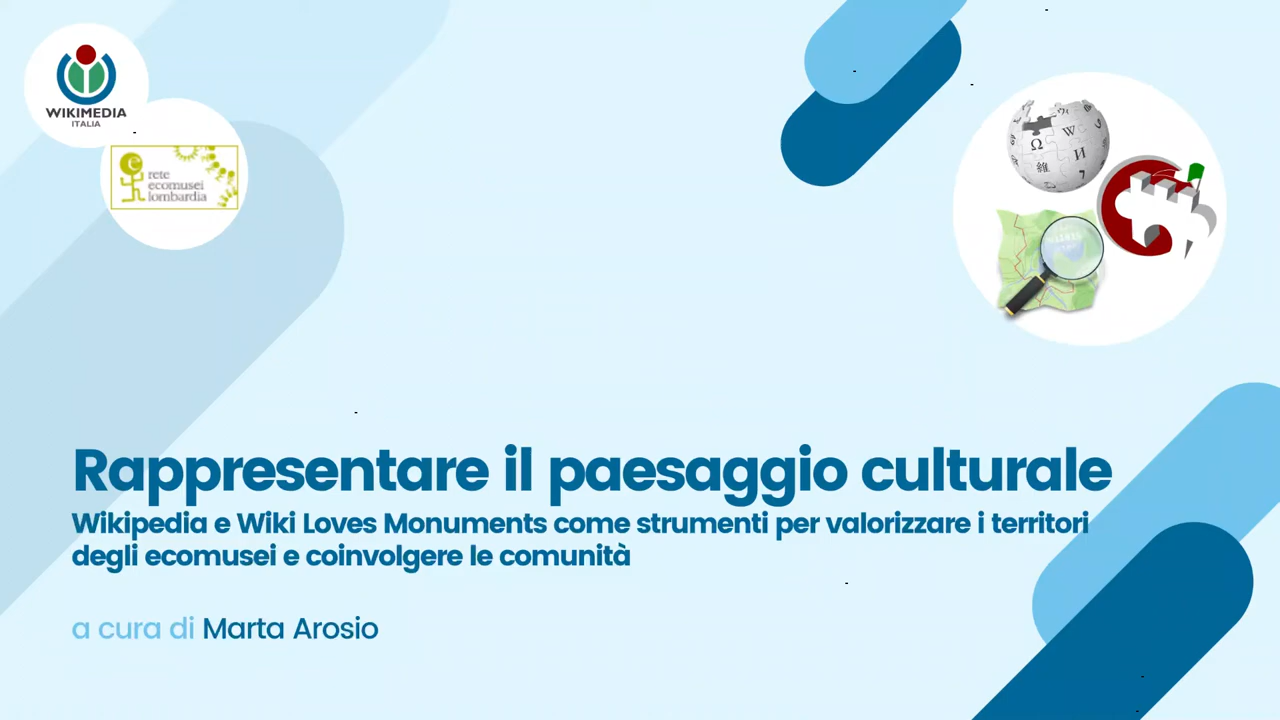 WIKIMEDIA
ITALIA
rete
ecomusei
lombardia
Rappresentare il paesaggio culturale
Wikipedia e Wiki Loves Monuments come strumenti per valorizzare i territori
degli ecomusei e coinvolgere le comunità
a cura di Marta Arosio